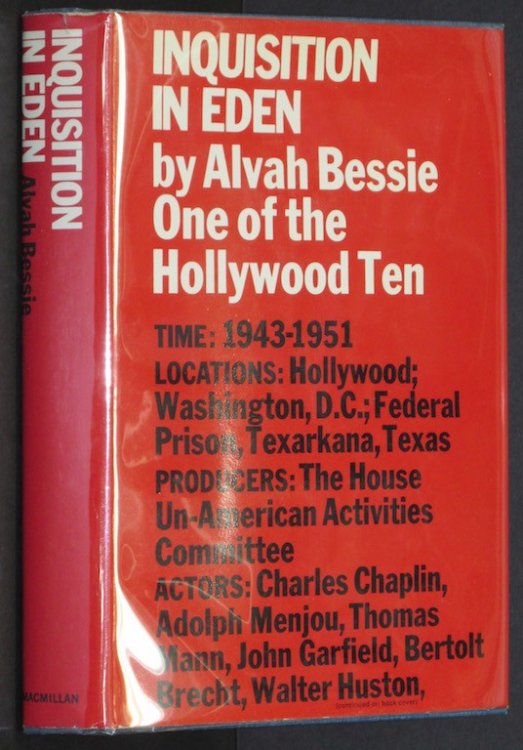 INQUISITION
IN EDEN
by Alvah Bessie
One of the
Hollywood Ten
TIME: 1943-1951
LOCATIONS: Hollywood;
Washington, D.C.; Federal
Prison, Texarkana, Texas
PRODUCERS: The House
Un-American Activities
Committee
ACTORS: Charles Chaplin,
Adolph Menjou, Thomas
Mann, John Garfield, Bertolt
Brecht, Walter Huston,
(continued on back cover)
INQUISITION
IN EDEN
Alvah Bessie
MACMILLAN